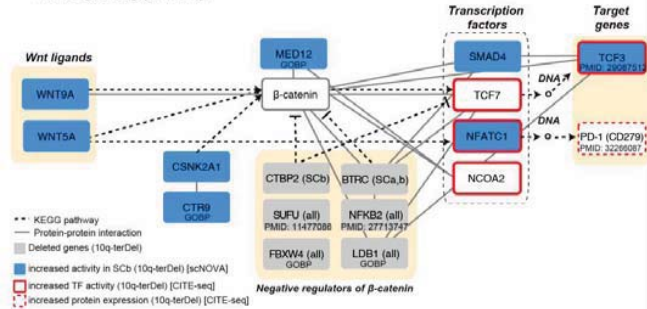 Transcription
factors
Target
genes
Wnt ligands
MED12
GOBP
SMAD4
TCF3
PMID: 29087512
WNT9A
β-catenin
TCF7
DNA
WNT5A
NFATC1
DNA
PD-1 (CD279)
PMID: 32266087
CSNK2A1
CTBP2 (SCb)
BTRC (SCa,b)
NCOA2
CTR9
GOBP
SUFU (all)
PMID: 11477086
NFKB2 (all)
PMID: 27713747
FBXW4 (all)
GOBP
LDB1 (all)
GOBP
Negative regulators of β-catenin
KEGG pathway
Protein-protein interaction
Deleted genes (10q-terDel)
increased activity in SCb (10q-terDel) [scNOVA]
increased TF activity (10q-terDel) [CITE-seq]
increased protein expression (10q-terDel) [CITE-seq]